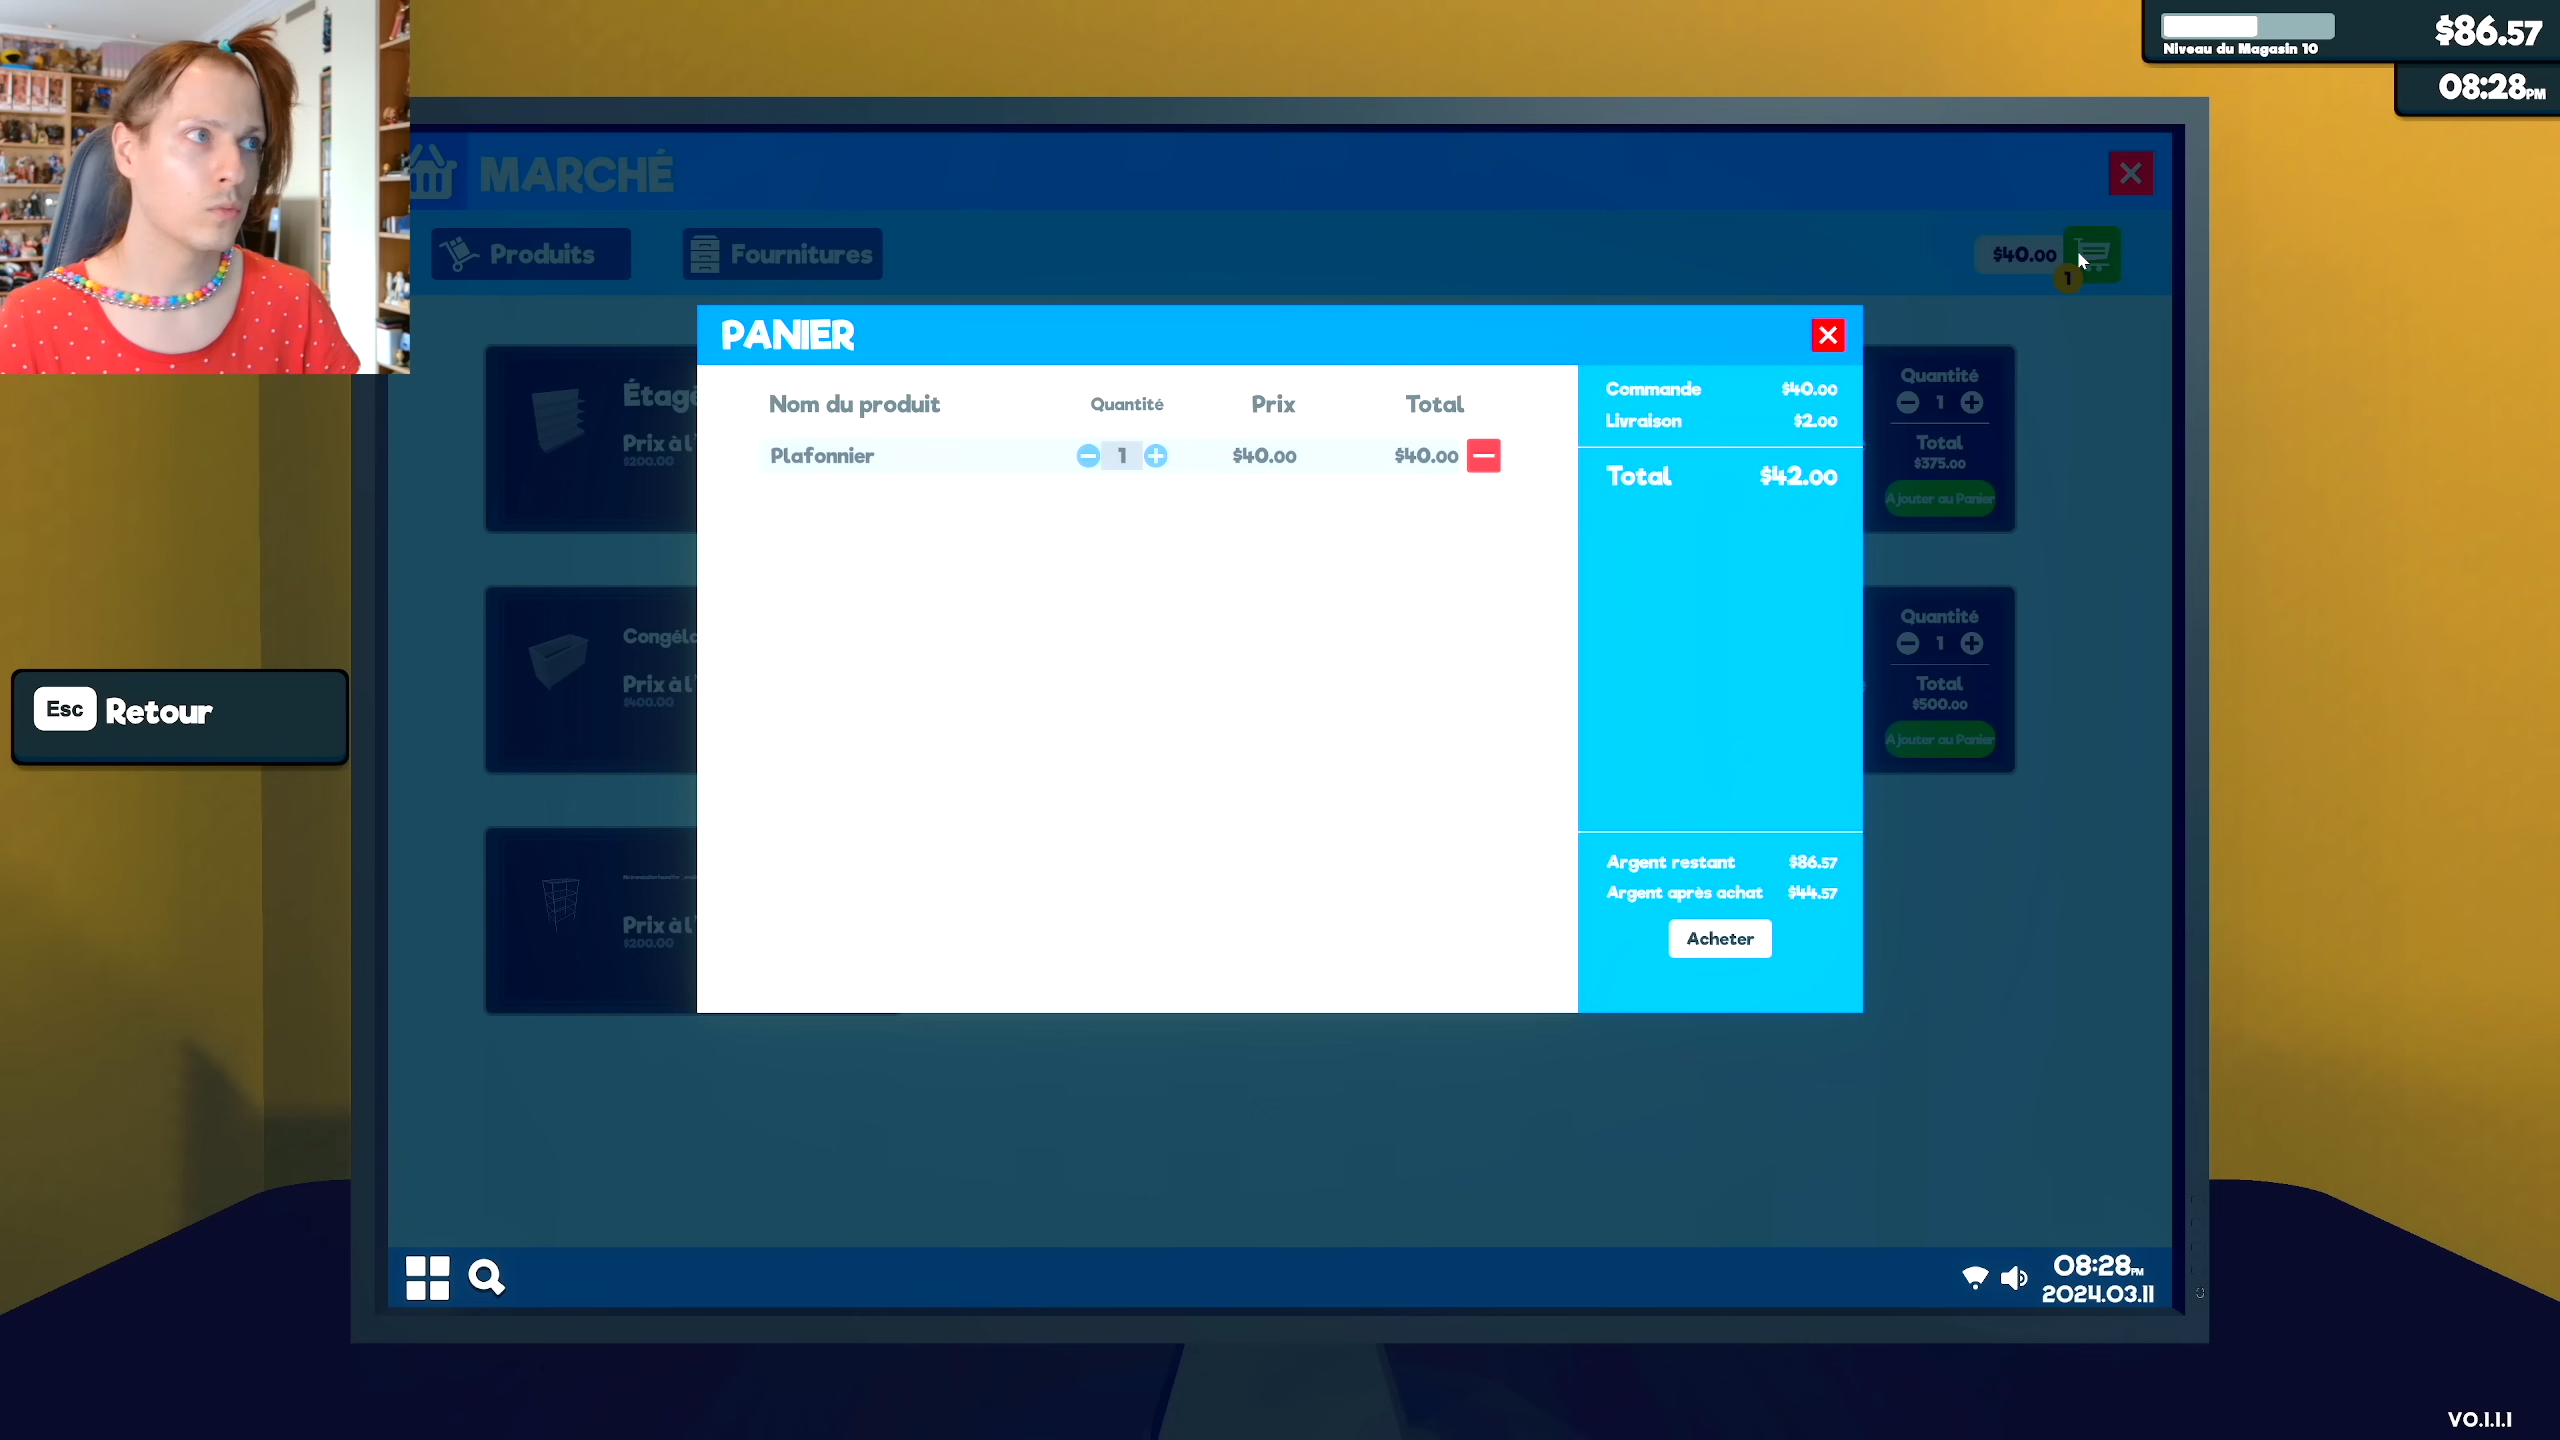 Niveau du Magasin 10
$86.57
08:28PM
MARCHÉ
Produits
Fournitures
$40.00
1
PANIER
Nom du produit
Quantité
Prix
Total
Plafonnier
1
$40.00
$40.00
Commande
$40.00
Livraison
$2.00
Total
$42.00
Argent restant
$86.57
Argent après achat
$44.57
Acheter
Étag
Prix à l'
$200.00
Quantité
1
Total
$375.00
Ajouter au Panier
Congéla
Prix à l'
$400.00
Quantité
1
Total
$500.00
Ajouter au Panier
Prix à l'
$200.00
Esc
Retour
08:28PM
2024.03.11
V0.1.1.1